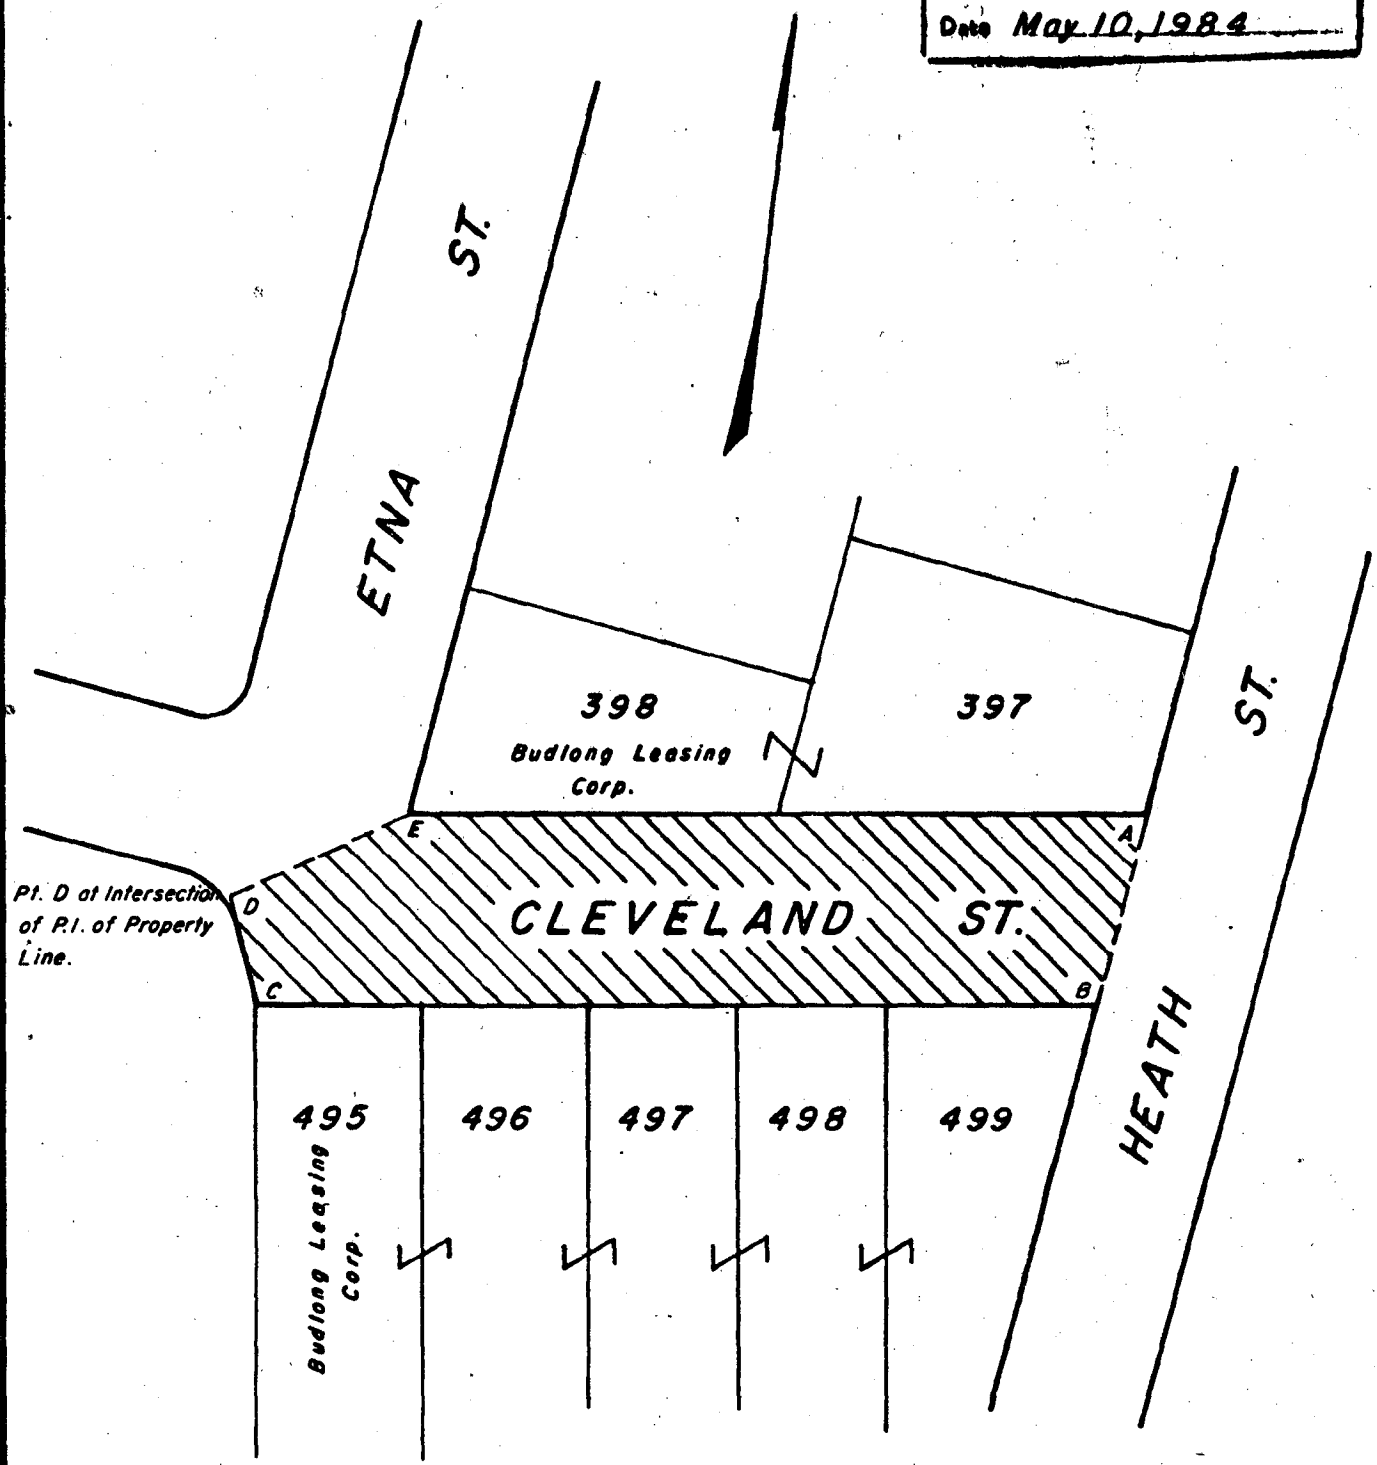 Date May 10, 1984
ETNA ST.
398
Budlong Leasing
Corp.
397
HEATH ST.
E
A
D
Pt. D at Intersection
of P.I. of Property
Line.
CLEVELAND ST.
C
B
495
496
497
498
499
Budlong Leasing
Corp.